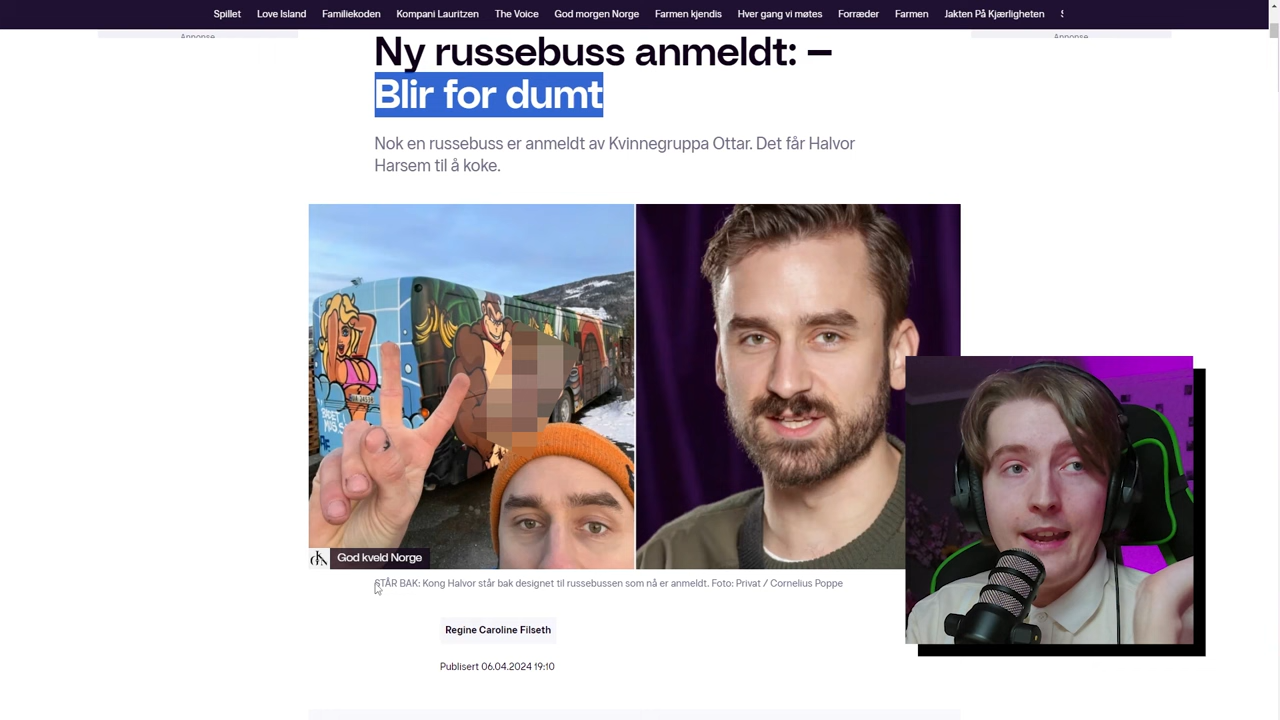 Spillet Love Island Familiekoden Kompani Lauritzen The Voice God morgen Norge Farmen kjendis Hver gang vi møtes Forræder Farmen Jakten På Kjærligheten
Annonse
Annonse
Ny russebuss anmeldt: –
Blir for dumt
Nok en russebuss er anmeldt av Kvinnegruppa Ottar. Det får Halvor
Harsem til å koke.
God kveld Norge
STÅR BAK: Kong Halvor står bak designet til russebussen som nå er anmeldt. Foto: Privat / Cornelius Poppe
Regine Caroline Filseth
Publisert 06.04.2024 19:10